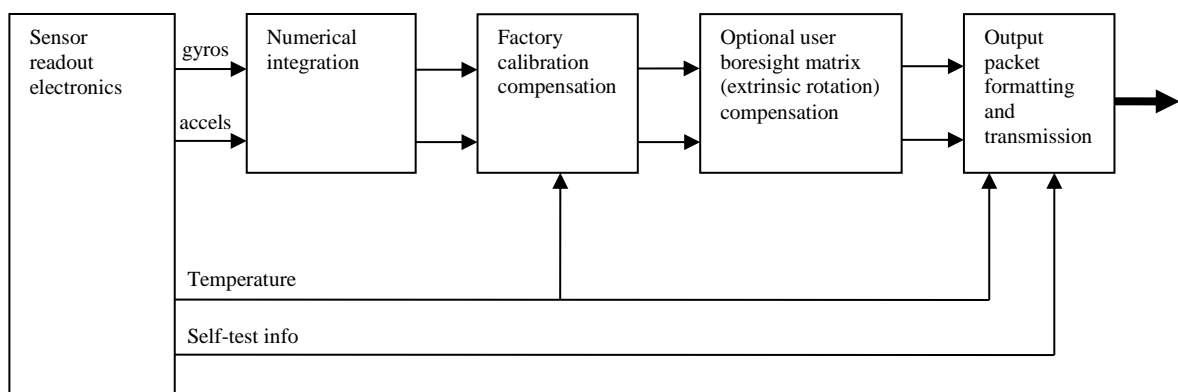 Sensor
readout
electronics
gyros
accels
Numerical
integration
Factory
calibration
compensation
Optional user
boresight matrix
(extrinsic rotation)
compensation
Output
packet
formatting
and
transmission
Temperature
Self-test info